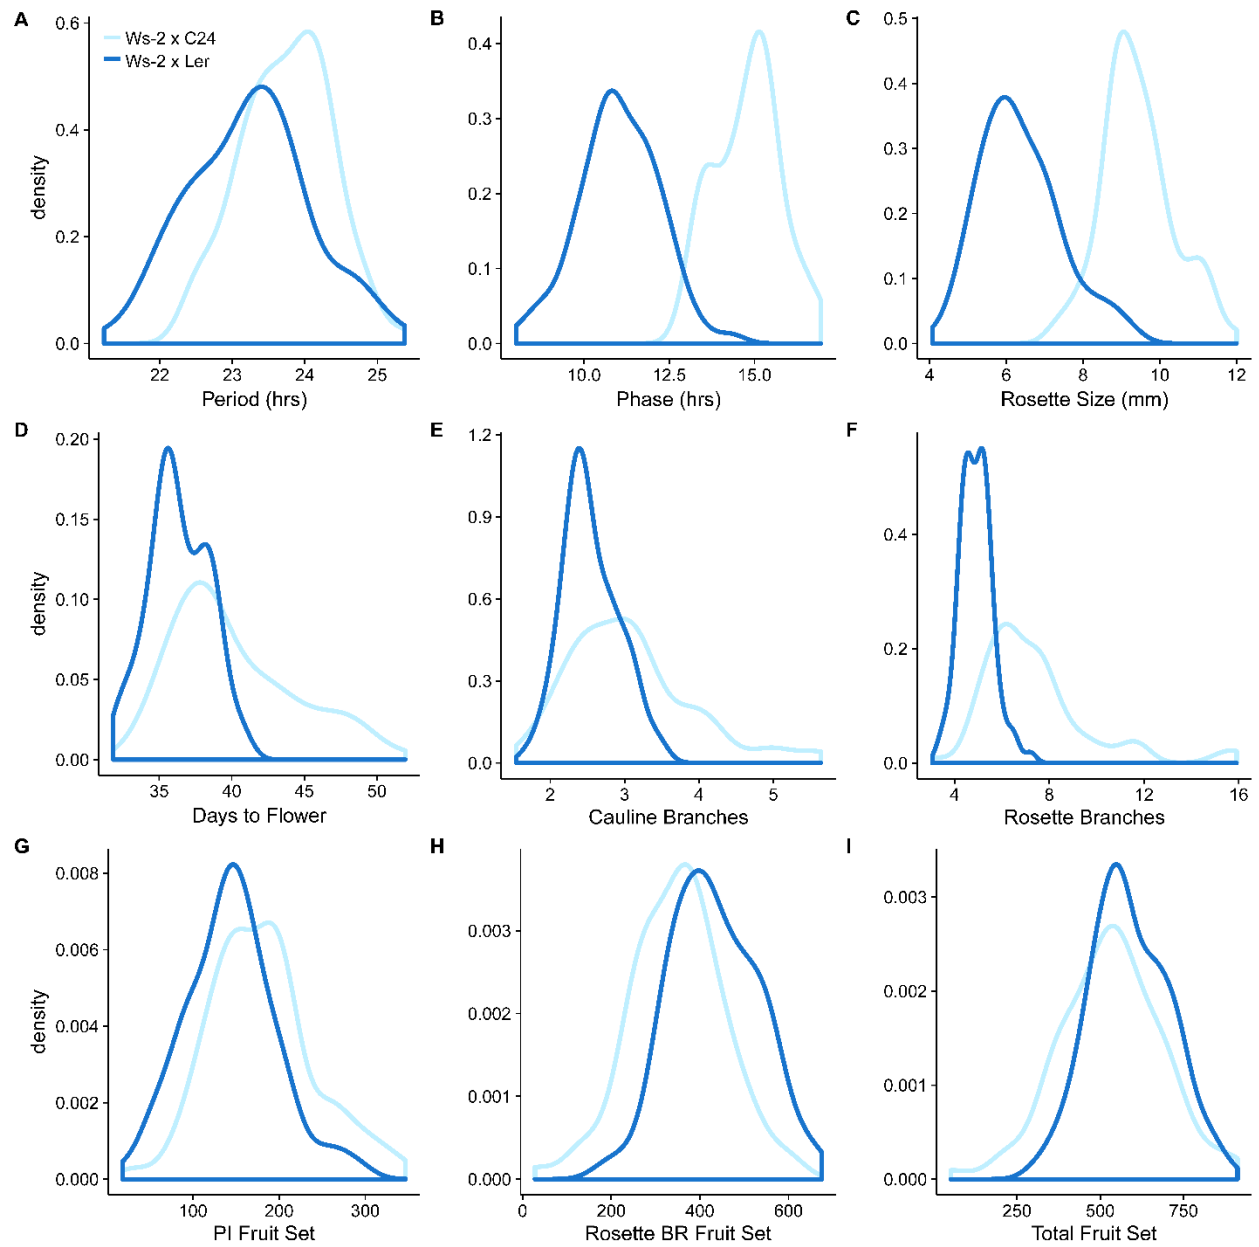 A
0.6
0.4
0.2
0.0
density
Ws-2 x C24
Ws-2 x Ler
22 23 24 25
Period (hrs)
B
0.4
0.3
0.2
0.1
0.0
10.0 12.5 15.0
Phase (hrs)
C
0.5
0.4
0.3
0.2
0.1
0.0
4 6 8 10 12
Rosette Size (mm)
D
0.20
0.15
0.10
0.05
0.00
density
35 40 45 50
Days to Flower
E
1.2
0.9
0.6
0.3
0.0
2 3 4 5
Cauline Branches
F
0.4
0.2
0.0
4 8 12 16
Rosette Branches
G
0.008
0.006
0.004
0.002
0.000
density
100 200 300
PI Fruit Set
H
0.003
0.002
0.001
0.000
0 200 400 600
Rosette BR Fruit Set
I
0.003
0.002
0.001
0.000
250 500 750
Total Fruit Set